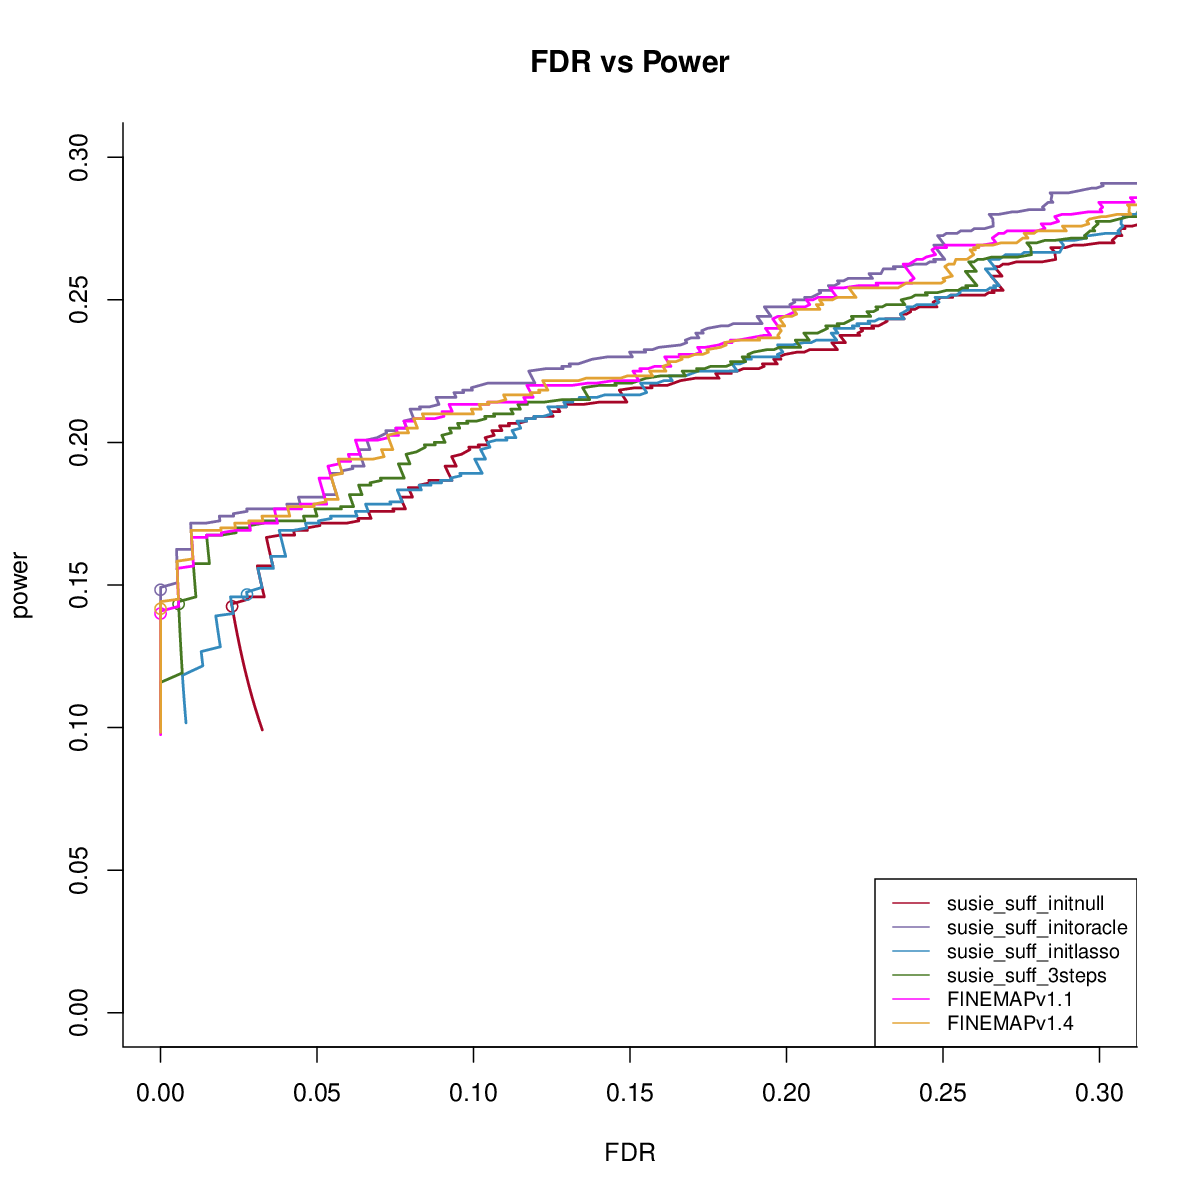 FDR vs Power
power
0.30
0.25
0.20
0.15
0.10
0.05
0.00
0.00 0.05 0.10 0.15 0.20 0.25 0.30
FDR
susie_suff_initnull
susie_suff_initoracle
susie_suff_initlasso
susie_suff_3steps
FINEMAPv1.1
FINEMAPv1.4